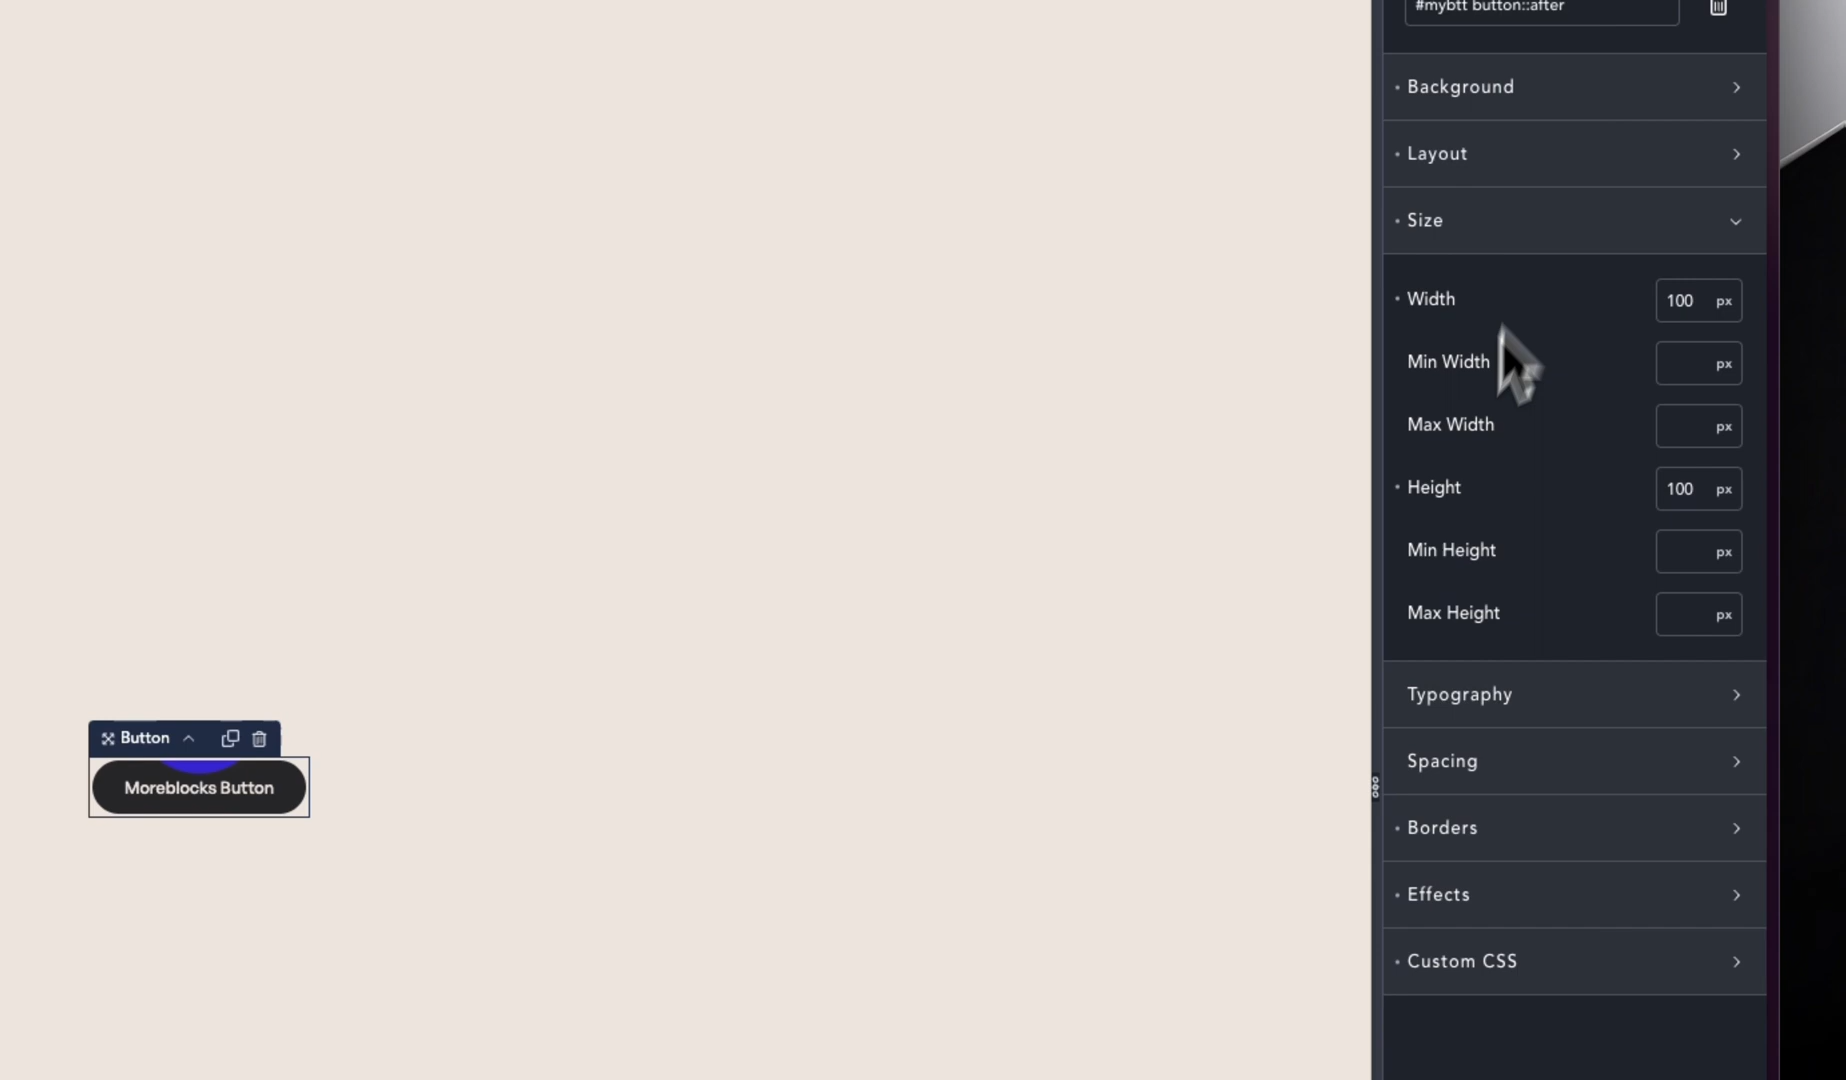 #mybtt button::after
Background
Layout
Size
Width 100 px
Min Width px
Max Width px
Height 100 px
Min Height px
Max Height px
Typography
Spacing
Borders
Effects
Custom CSS
Button
Moreblocks Button